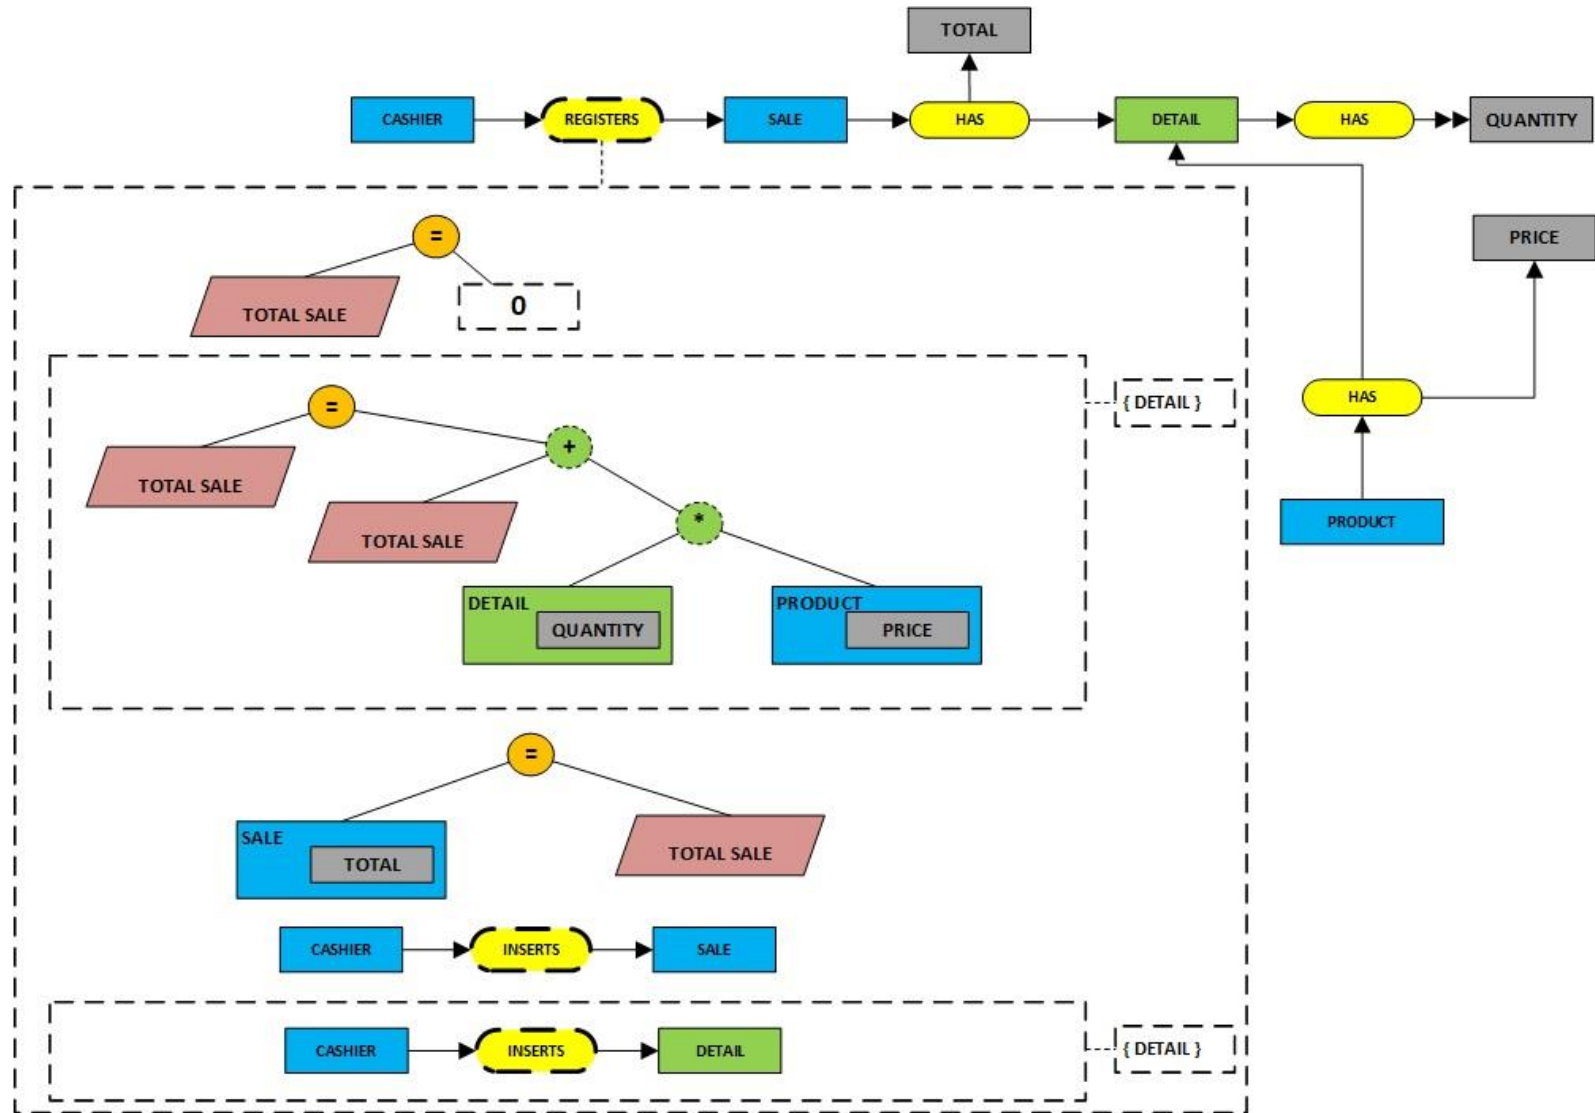 TOTAL
CASHIER
REGISTERS
SALE
HAS
DETAIL
HAS
QUANTITY
=
TOTAL SALE
0
PRICE
=
{ DETAIL }
HAS
+
TOTAL SALE
TOTAL SALE
*
PRODUCT
DETAIL
QUANTITY
PRODUCT
PRICE
=
SALE
TOTAL
TOTAL SALE
CASHIER
INSERTS
SALE
CASHIER
INSERTS
DETAIL
{ DETAIL }